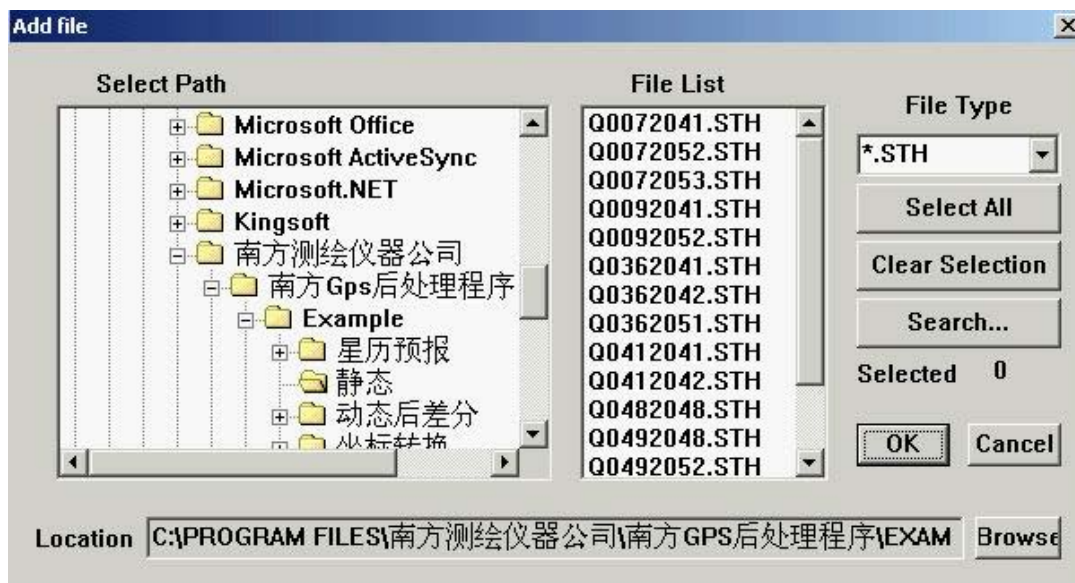 Add file
Select Path
Microsoft Office
Microsoft ActiveSync
Microsoft.NET
Kingsoft
南方测绘仪器公司
南方Gps后处理程序
Example
星历预报
静态
动态后差分
坐标转换
File List
Q0072041.STH
Q0072052.STH
Q0072053.STH
Q0092041.STH
Q0092052.STH
Q0362041.STH
Q0362042.STH
Q0362051.STH
Q0412041.STH
Q0412042.STH
Q0482048.STH
Q0492048.STH
Q0492052.STH
File Type
*.STH
Select All
Clear Selection
Search...
Selected 0
OK Cancel
Location C:\PROGRAM FILES\南方测绘仪器公司\南方GPS后处理程序\EXAM Browse